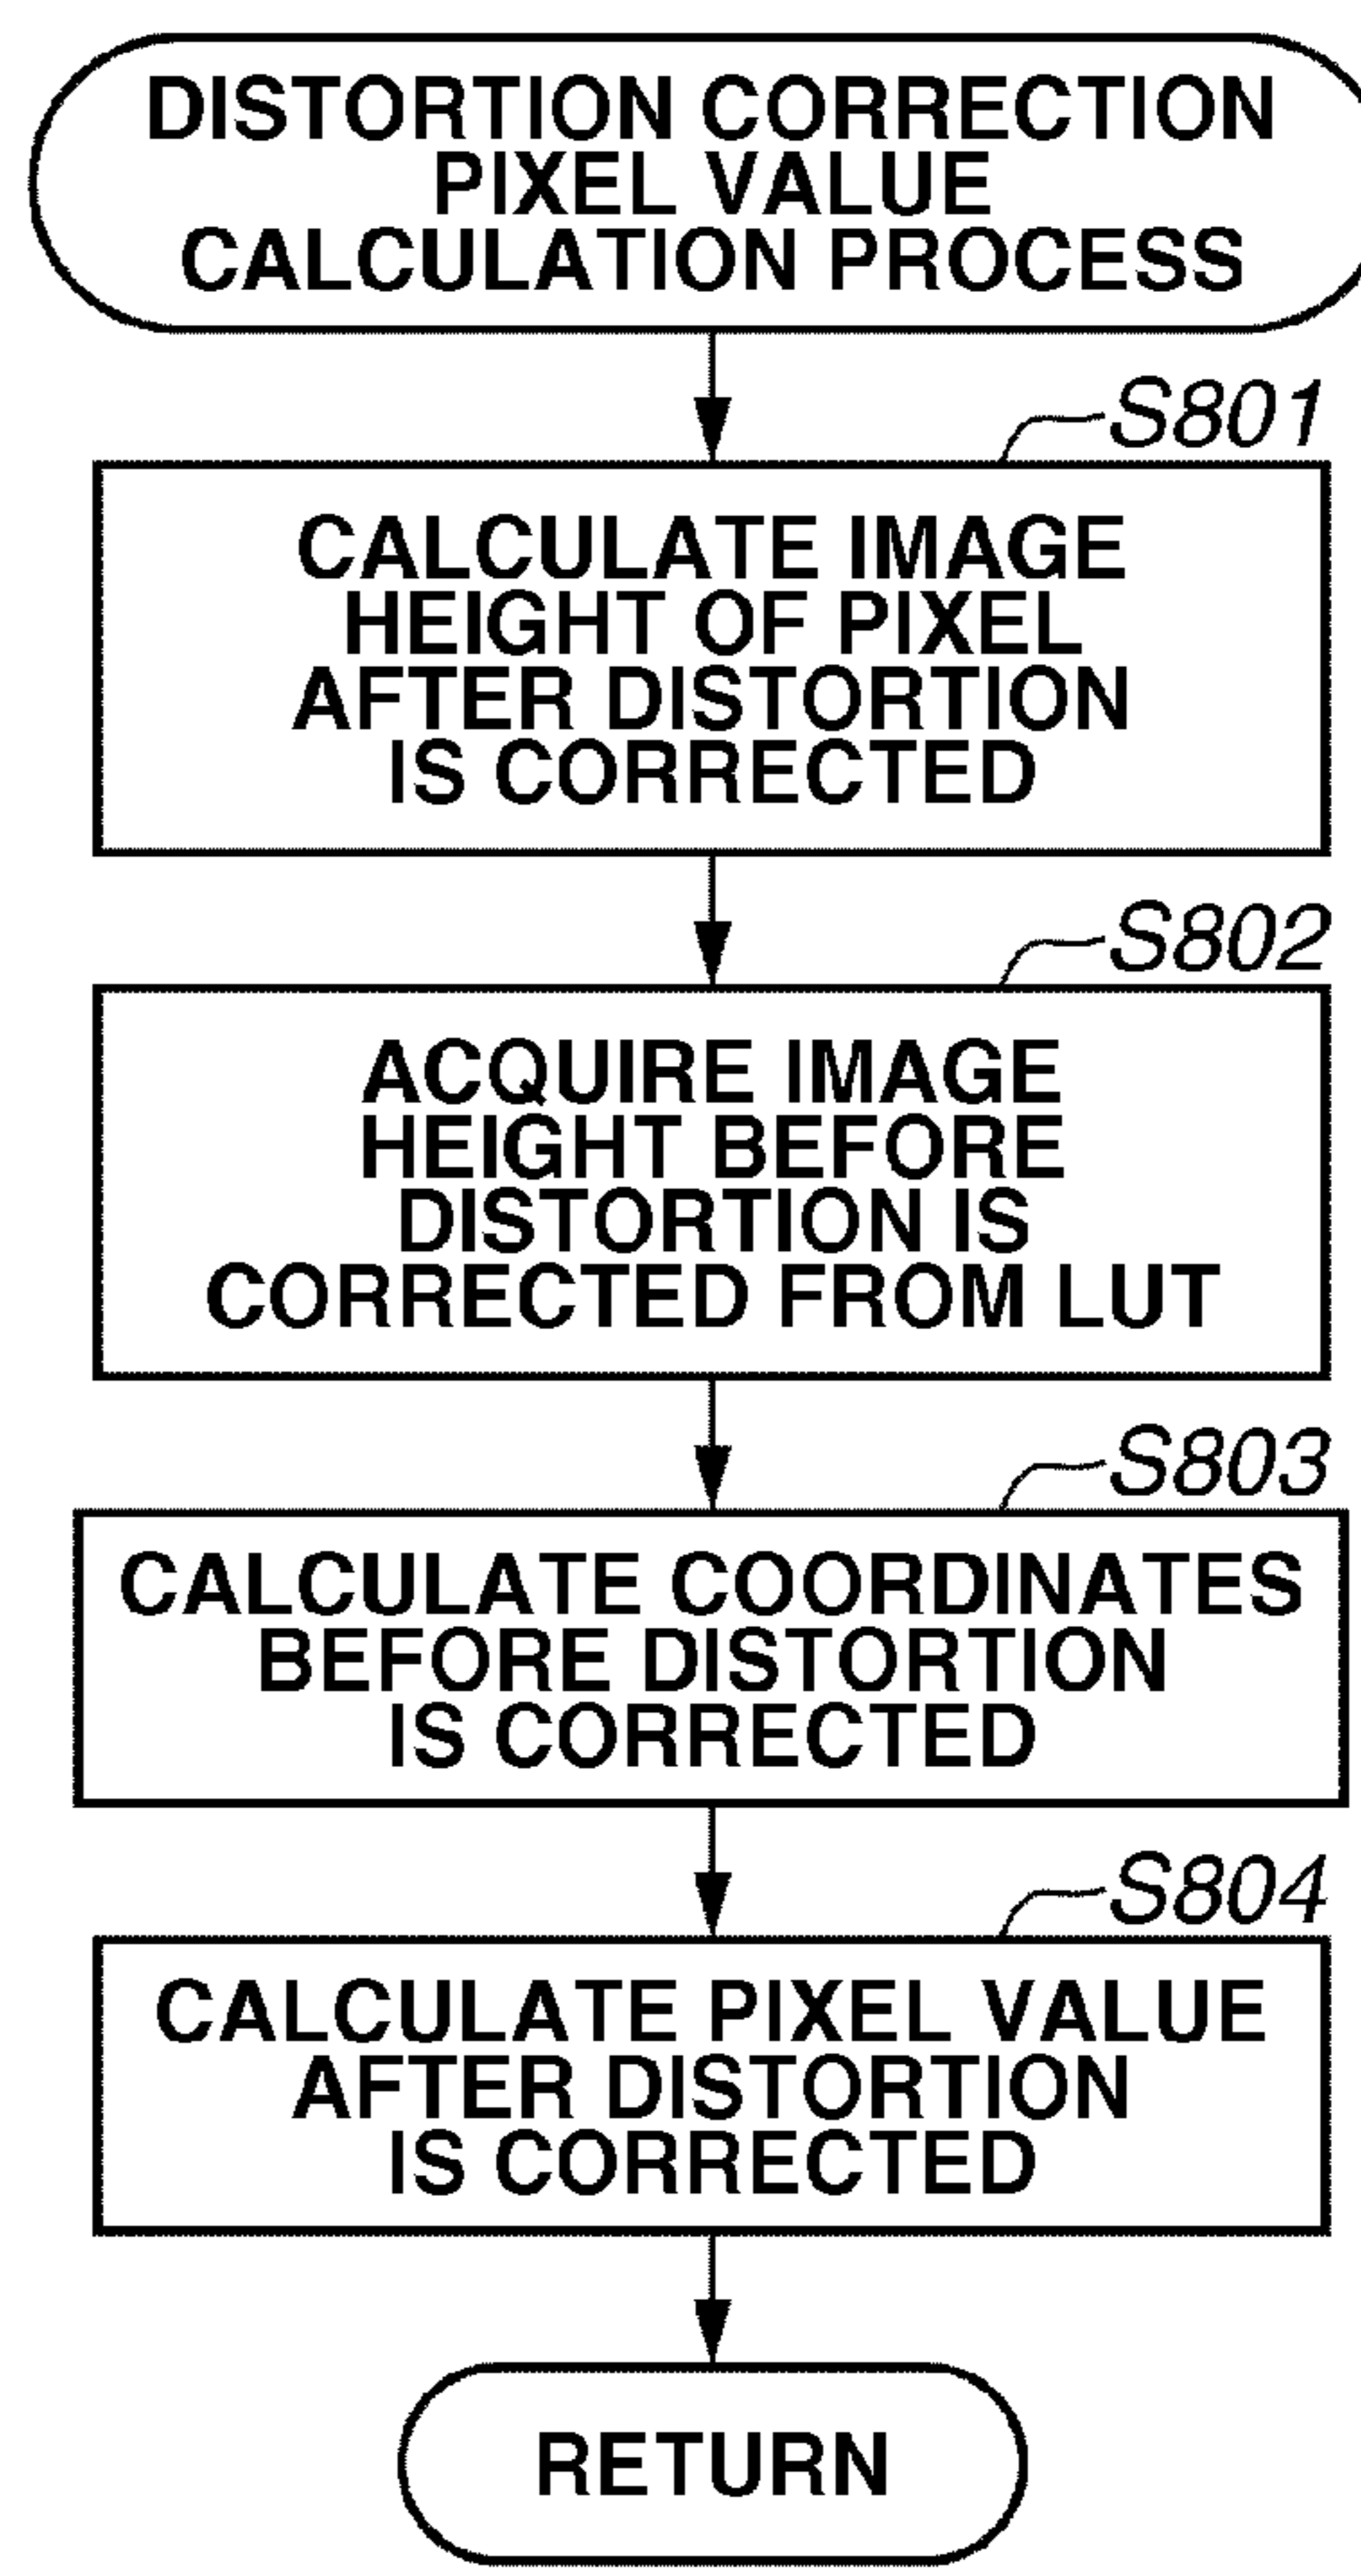 DISTORTION CORRECTION
PIXEL VALUE
CALCULATION PROCESS
S801
CALCULATE IMAGE
HEIGHT OF PIXEL
AFTER DISTORTION
IS CORRECTED
S802
ACQUIRE IMAGE
HEIGHT BEFORE
DISTORTION IS
CORRECTED FROM LUT
S803
CALCULATE COORDINATES
BEFORE DISTORTION
IS CORRECTED
S804
CALCULATE PIXEL VALUE
AFTER DISTORTION
IS CORRECTED
RETURN